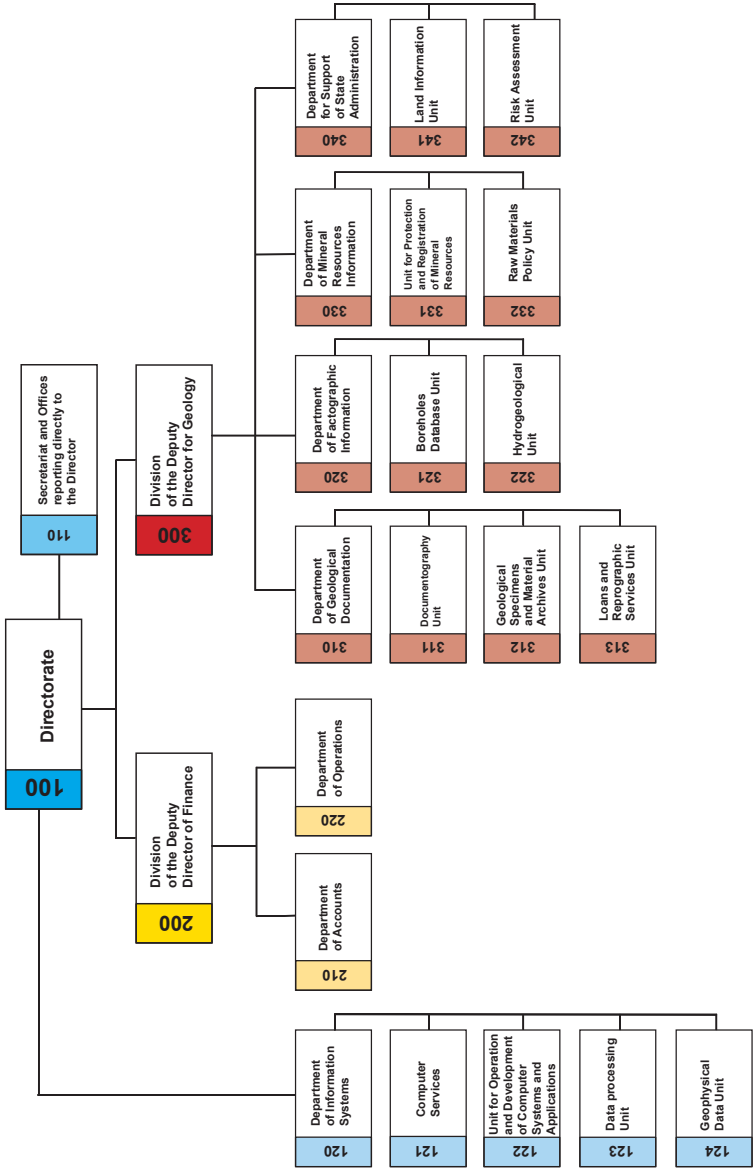 100
Directorate
110
Secretariat and Offices
reporting directly to
the Director
200
Division
of the Deputy
Director of Finance
300
Division
of the Deputy
Director for Geology
120
Department
of Information
Systems
121
Computer
Services
122
Unit for Operation
and Development
of Computer
Systems and
Applications
123
Data processing
Unit
124
Geophysical
Data Unit
210
Department
of Accounts
220
Department
of Operations
310
Department
of Geological
Documentation
311
Documentography
Unit
312
Geological
Specimens
and Material
Archives Unit
313
Loans and
Reprographic
Services Unit
320
Department
of Factographic
Information
321
Boreholes
Database Unit
322
Hydrogeological
Unit
330
Department
of Mineral
Resources
Information
331
Unit for Protection
and Registration
of Mineral
Resources
332
Raw Materials
Policy Unit
340
Department
for Support
of State
Administration
341
Land Information
Unit
342
Risk Assessment
Unit